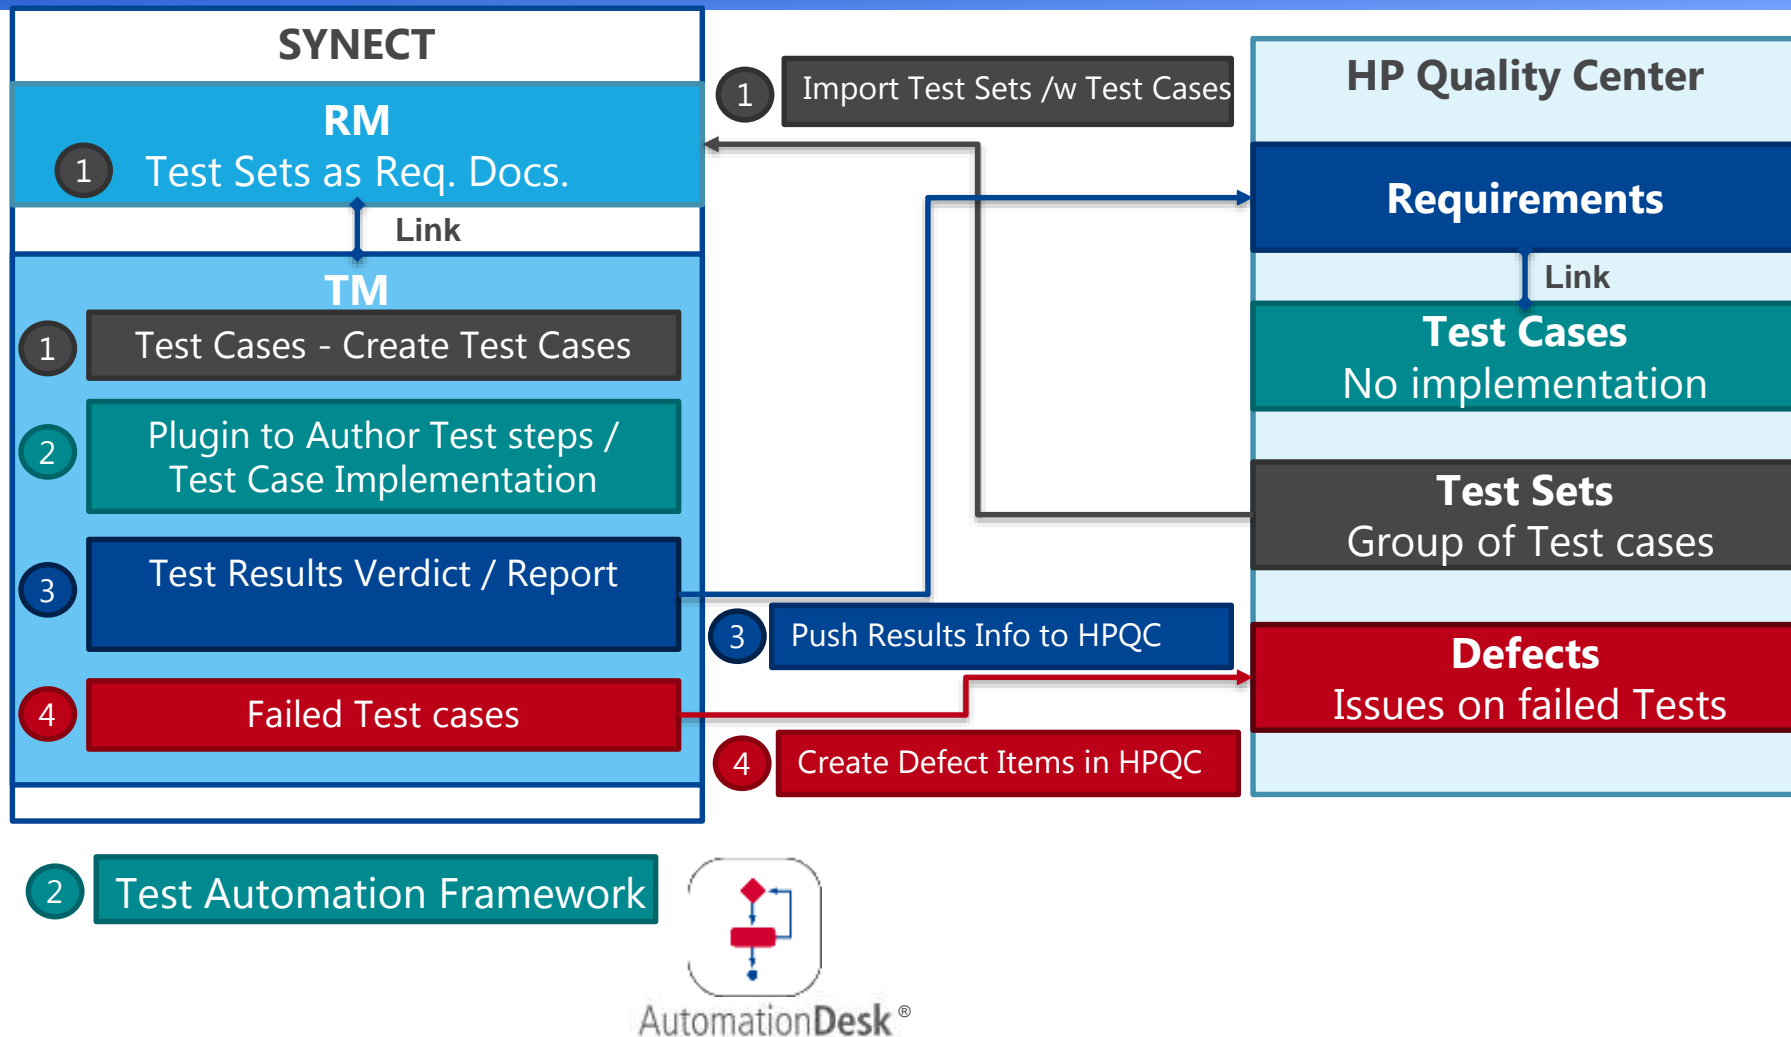 SYNECT
RM
1
Test Sets as Req. Docs.
Link
TM
1
Test Cases - Create Test Cases
2
Plugin to Author Test steps /
Test Case Implementation
3
Test Results Verdict / Report
4
Failed Test cases
1
Import Test Sets /w Test Cases
3
Push Results Info to HPQC
4
Create Defect Items in HPQC
HP Quality Center
Requirements
Link
Test Cases
No implementation
Test Sets
Group of Test cases
Defects
Issues on failed Tests
2
Test Automation Framework
AutomationDesk ®